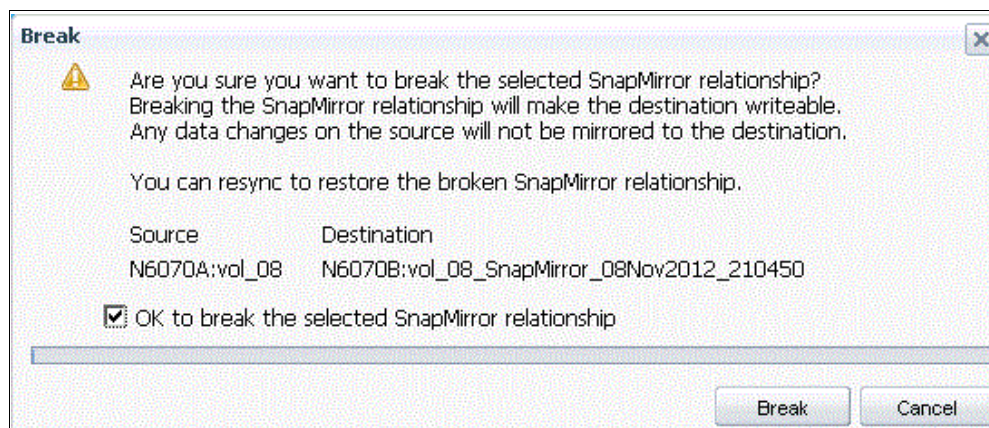 Break
Are you sure you want to break the selected SnapMirror relationship?
Breaking the SnapMirror relationship will make the destination writeable.
Any data changes on the source will not be mirrored to the destination.
You can resync to restore the broken SnapMirror relationship.
Source Destination
N6070A:vol_08 N6070B:vol_08_SnapMirror_08Nov2012_210450
OK to break the selected SnapMirror relationship
Break Cancel